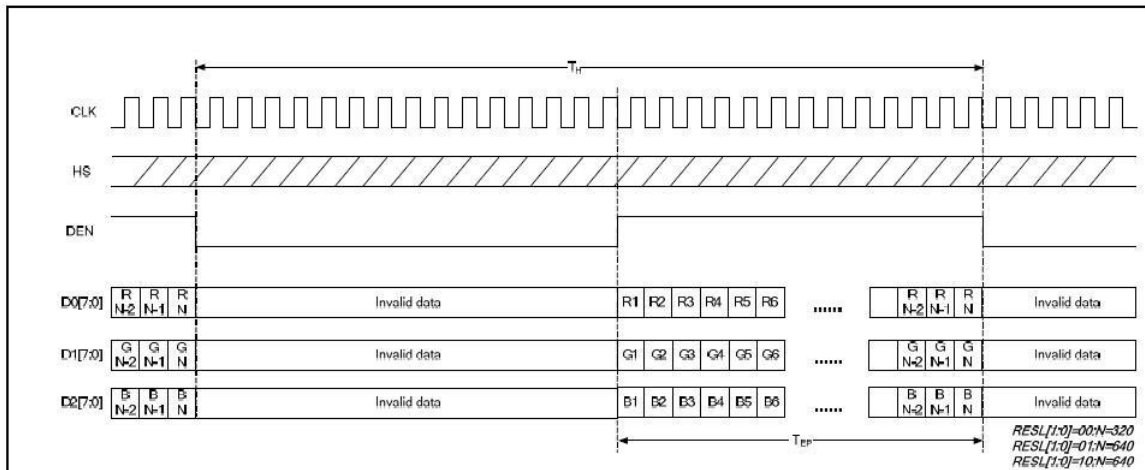 TH
CLK
HS
DEN
D0[7:0] R N-2 R N-1 R N Invalid data R1 R2 R3 R4 R5 R6 ...... R N-2 R N-1 R N Invalid data
D1[7:0] G N-2 G N-1 G N Invalid data G1 G2 G3 G4 G5 G6 ...... G N-2 G N-1 G N Invalid data
D2[7:0] B N-2 B N-1 B N Invalid data B1 B2 B3 B4 B5 B6 ...... B N-2 B N-1 B N Invalid data
TEP
RESL[1:0]=00:N=320
RESL[1:0]=01:N=640
RESL[1:0]=10:N=640